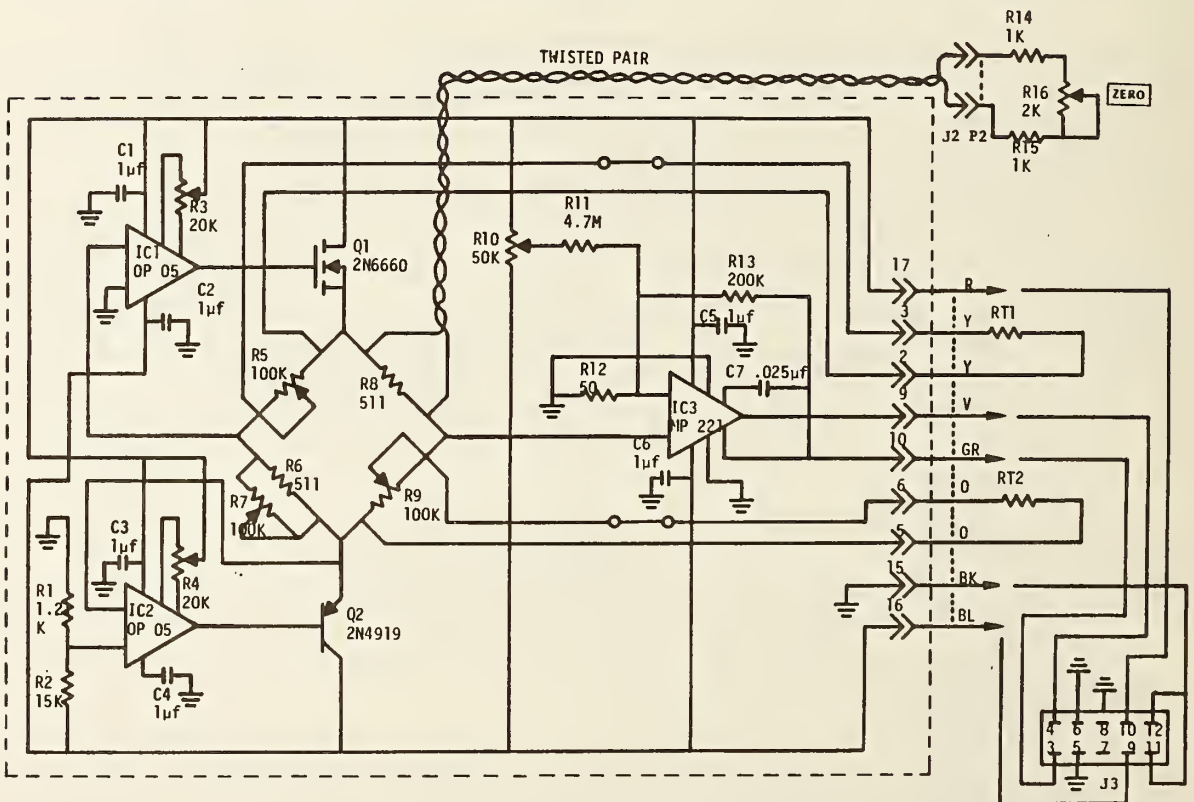 R14
1K
TWISTED PAIR
R16
2K
ZERO
J2 P2
R15
1K
C1
1µf
R3
20K
IC1
OP 05
C2
1µf
Q1
2N6660
R10
50K
R11
4.7M
R13
200K
C5 1µf
R5
100K
R8
511
R12
50
C7 .025µf
IC3
MP 221
C6
1µf
R6
511
R7
100K
R9
100K
C3
1µf
R4
20K
R1
1.2
K
IC2
OP 05
Q2
2N4919
R2
15K
C4
1µf
17
R
3
Y
RT1
2
Y
9
V
10
GR
6
O
RT2
5
O
15
BK
16
BL
4 6 8 10 12
3 5 7 9 11
J3